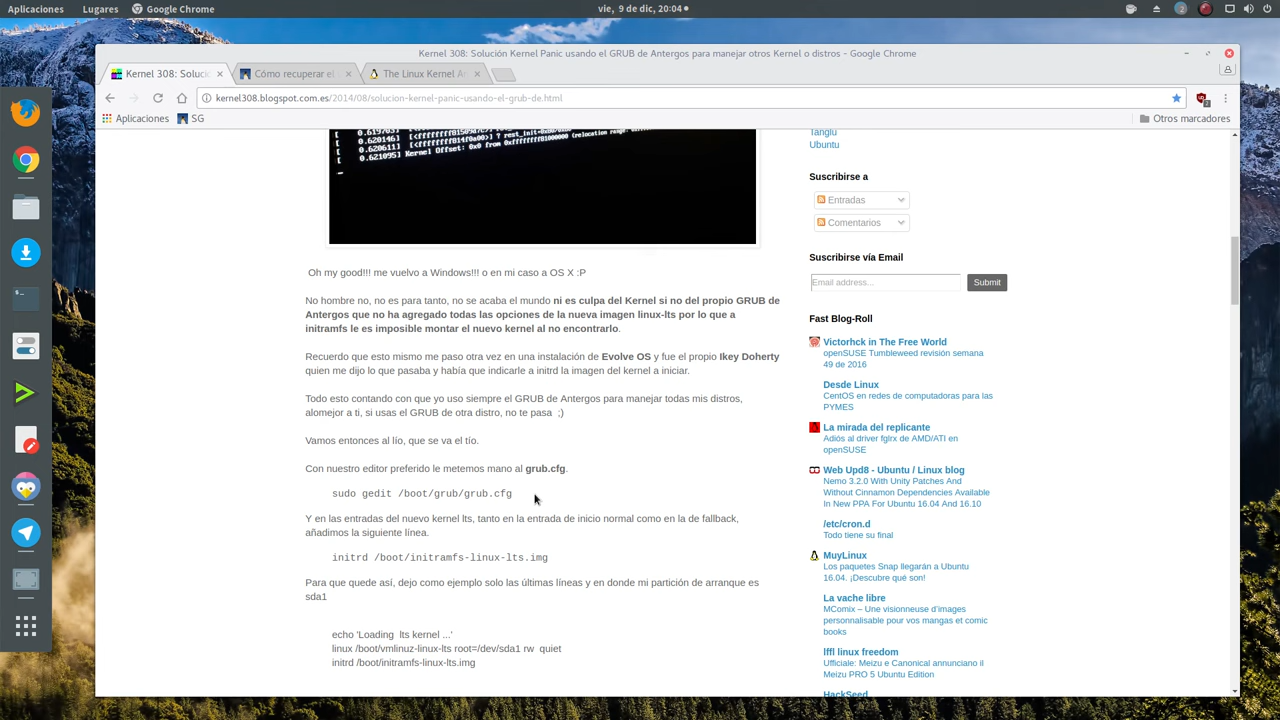 mié 21 de diciembre, 20:00:24
Kernel 308: Solución Kernel Panic usando el GRUB de Antergos para manejar otros Kernel o distros - Google Chrome
Kernel 308: Soluc
Cómo recuperar el
The Linux Kernel Ar
kernel308.blogspot.com.es/2014/08/solucion-kernel-panic-usando-el-grub-de.html
Aplicaciones
SG
Otros marcadores
Kernel Offset: 0x0 from
Oh my good!!! me vuelvo a Windows!!! o en mi caso a OS X :P
No hombre no, no es para tanto, no se acaba el mundo ni es culpa del Kernel si no del propio GRUB de
Antergos que no ha agregado todas las opciones de la nueva imagen linux-lts por lo que a
initramfs le es imposible montar el nuevo kernel al no encontrarlo.
Recuerdo que esto mismo me paso otra vez en una instalación de Evolve OS y fue el propio Ikey Doherty
quien me dijo lo que pasaba y había que indicarle a initrd la imagen del kernel a iniciar.
Todo esto contando con que yo uso siempre el GRUB de Antergos para manejar todas mis distros,
alomejor a ti, si usas el GRUB de otra distro, no te pasa ;)
Vamos entonces al lío, que se va el tío.
Con nuestro editor preferido le metemos mano al grub.cfg.
sudo gedit /boot/grub/grub.cfg
Y en las entradas del nuevo kernel lts, tanto en la entrada de inicio normal como en la de fallback,
añadimos la siguiente línea.
initrd /boot/initramfs-linux-lts.img
Para que quede así, dejo como ejemplo solo las últimas líneas y en donde mi partición de arranque es
sda1
echo 'Loading lts kernel ...'
linux /boot/vmlinuz-linux-lts root=/dev/sda1 rw quiet
initrd /boot/initramfs-linux-lts.img
Tanglu
Ubuntu
Suscribirse a
Entradas
Comentarios
Suscribirse vía Email
Email address...
Submit
Fast Blog-Roll
Victorhck in The Free World
openSUSE Tumbleweed revisión semana
49 de 2016
Desde Linux
CentOS en redes de computadoras para las
PYMES
La mirada del replicante
Adiós al driver fglrx de AMD/ATI en
openSUSE
Web Upd8 - Ubuntu / Linux blog
Nemo 3.2.0 With Unity Patches And
Without Cinnamon Dependencies Available
In New PPA For Ubuntu 16.04 And 16.10
/etc/cron.d
Todo tiene su final
MuyLinux
Los paquetes Snap llegarán a Ubuntu
16.04. ¡Descubre qué son!
La vache libre
MComix – Une visionneuse d'images
personnalisable pour vos mangas et comic
books
lffl linux freedom
Ufficiale: Meizu e Canonical annunciano il
Meizu PRO 5 Ubuntu Edition
HackSeed